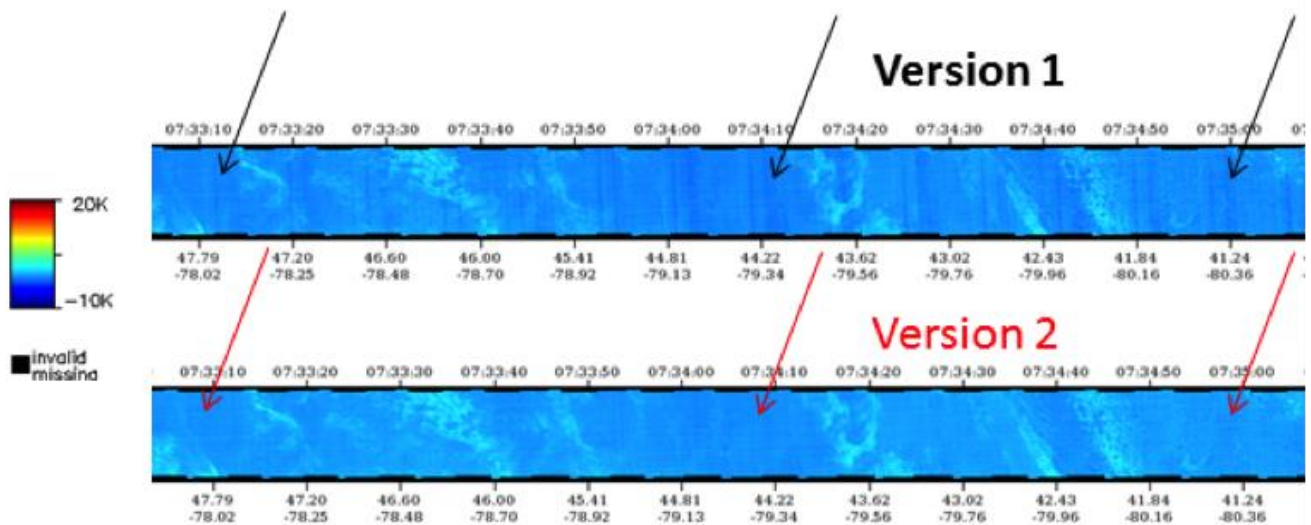 Version 1
07:33:10 07:33:20 07:33:30 07:33:40 07:33:50 07:34:00 07:34:10 07:34:20 07:34:30 07:34:40 07:34:50 07:35:00
20K
-10K
47.79 47.20 46.60 46.00 45.41 44.81 44.22 43.62 43.02 42.43 41.84 41.24
-78.02 -78.25 -78.48 -78.70 -78.92 -79.13 -79.34 -79.56 -79.76 -79.96 -80.16 -80.36
Version 2
invalid
missing
07:33:10 07:33:20 07:33:30 07:33:40 07:33:50 07:34:00 07:34:10 07:34:20 07:34:30 07:34:40 07:34:50 07:35:00
47.79 47.20 46.60 46.00 45.41 44.81 44.22 43.62 43.02 42.43 41.84 41.24
-78.02 -78.25 -78.48 -78.70 -78.92 -79.13 -79.34 -79.56 -79.76 -79.96 -80.16 -80.36